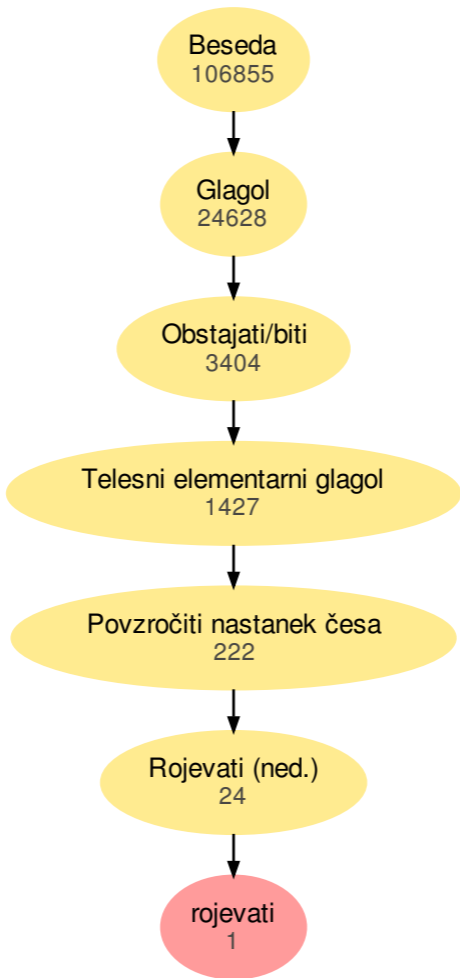 Beseda
106855
Glagol
24628
Obstajati/biti
3404
Telesni elementarni glagol
1427
Povzročiti nastanek česa
222
Rojevati (ned.)
24
rojevati
1